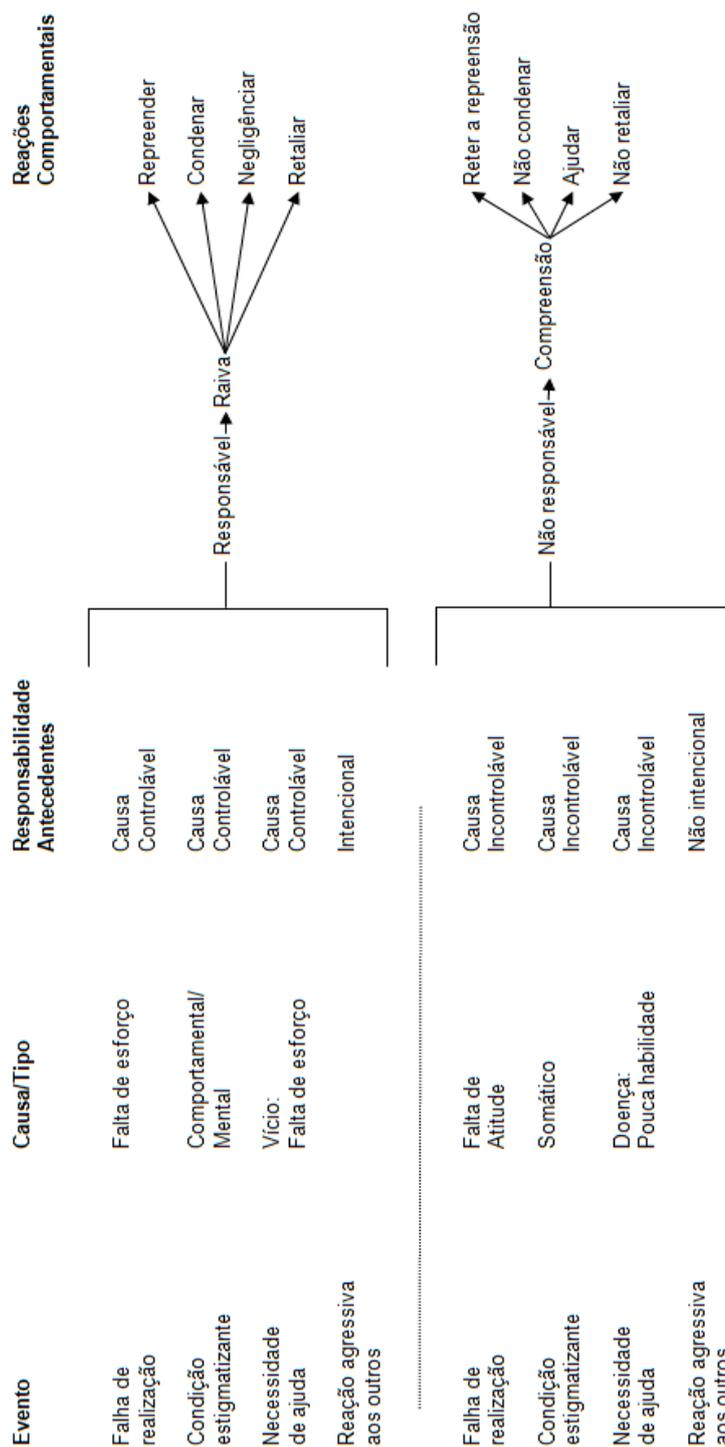 Evento
Causa/Tipo
Responsabilidade
Antecedentes
Reações
Comportamentais
Falha de
realização
Falta de esforço
Causa
Controlável
Condição
estigmatizante
Comportamental/
Mental
Causa
Controlável
Necessidade
de ajuda
Vício:
Falta de esforço
Causa
Controlável
Reação agressiva
aos outros
Intencional
Responsável
Raiva
Repreender
Condenar
Negligênciar
Retaliar
Falha de
realização
Falta de
Atitude
Causa
Incontrolável
Condição
estigmatizante
Somático
Causa
Incontrolável
Necessidade
de ajuda
Doença:
Pouca habilidade
Causa
Incontrolável
Reação agressiva
aos outros
Não intencional
Não responsável
Compreensão
Reter a repreensão
Não condenar
Ajudar
Não retaliar